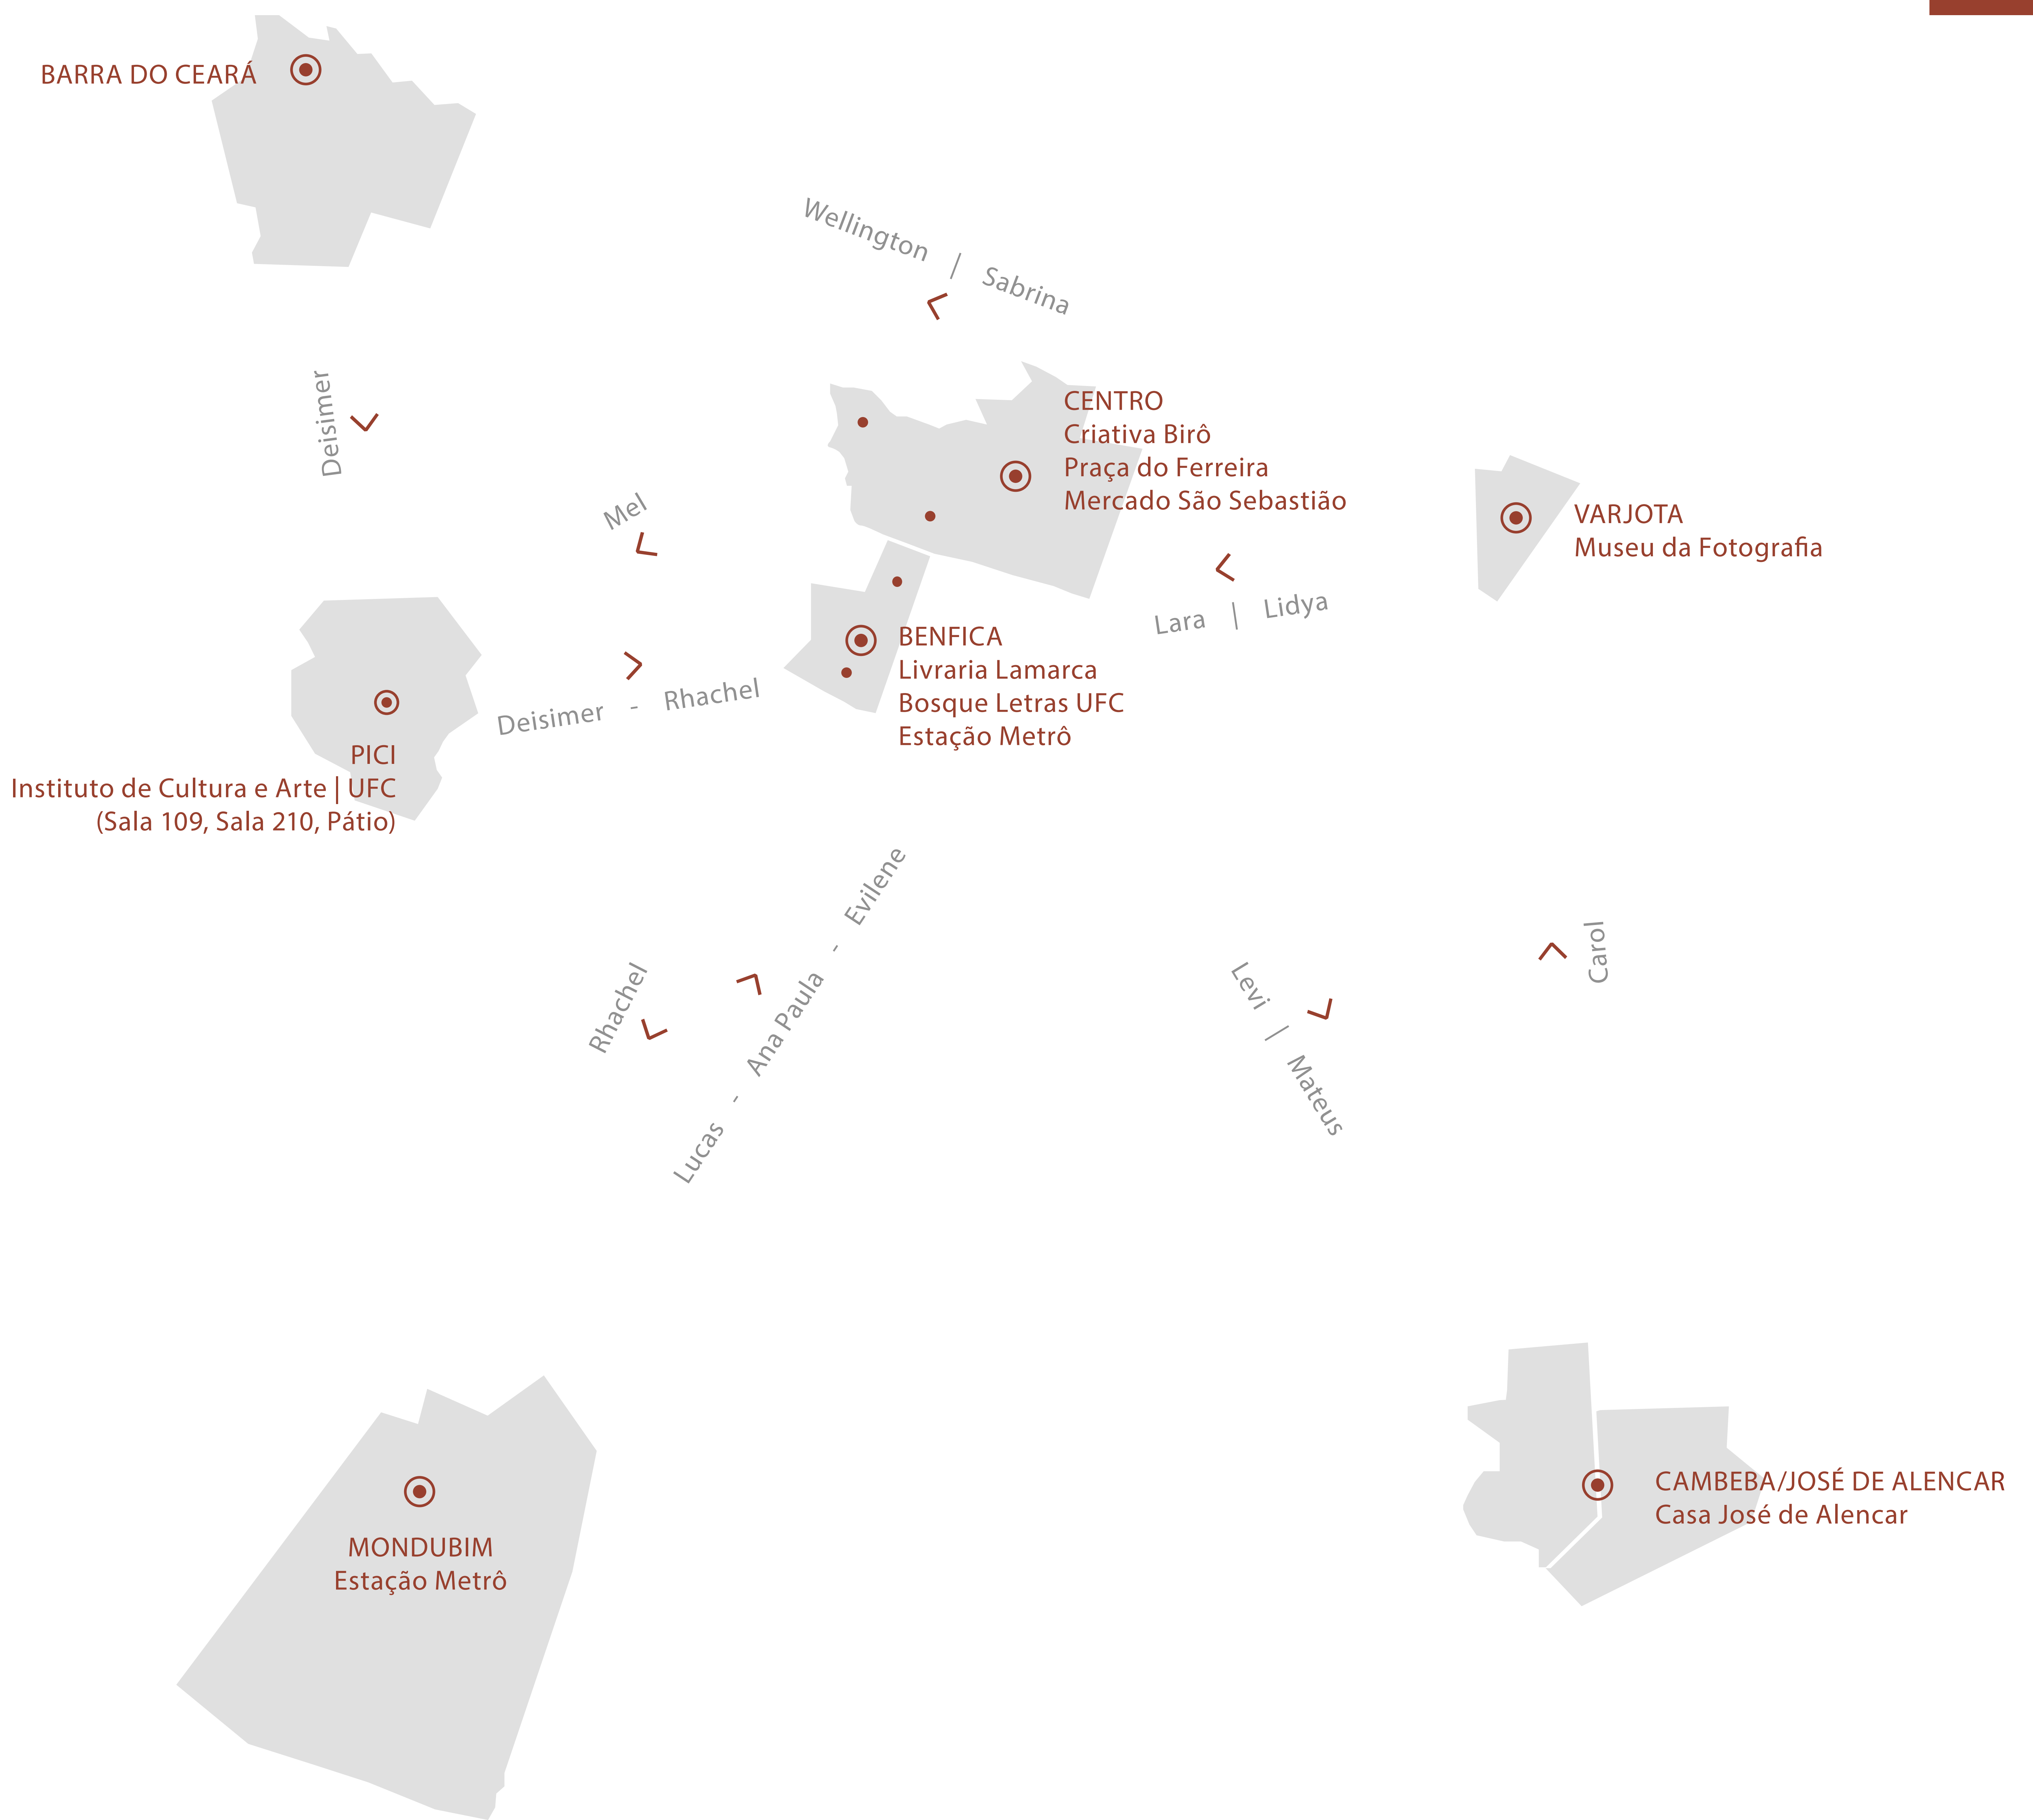 BARRA DO CEARÁ
Wellington | Sabrina
Deisimer
CENTRO
Criativa Birô
Praça do Ferreira
Mercado São Sebastião
Mel
VARJOTA
Museu da Fotografia
Lara | Lidya
BENFICA
Livraria Lamarca
Bosque Letras UFC
Estação Metrô
Deisimer - Rhachel
PICI
Instituto de Cultura e Arte | UFC
(Sala 109, Sala 210, Pátio)
Rhachel
Lucas - Ana Paula - Evilene
Levi | Mateus
Carol
MONDUBIM
Estação Metrô
CAMBEBA/JOSÉ DE ALENCAR
Casa José de Alencar